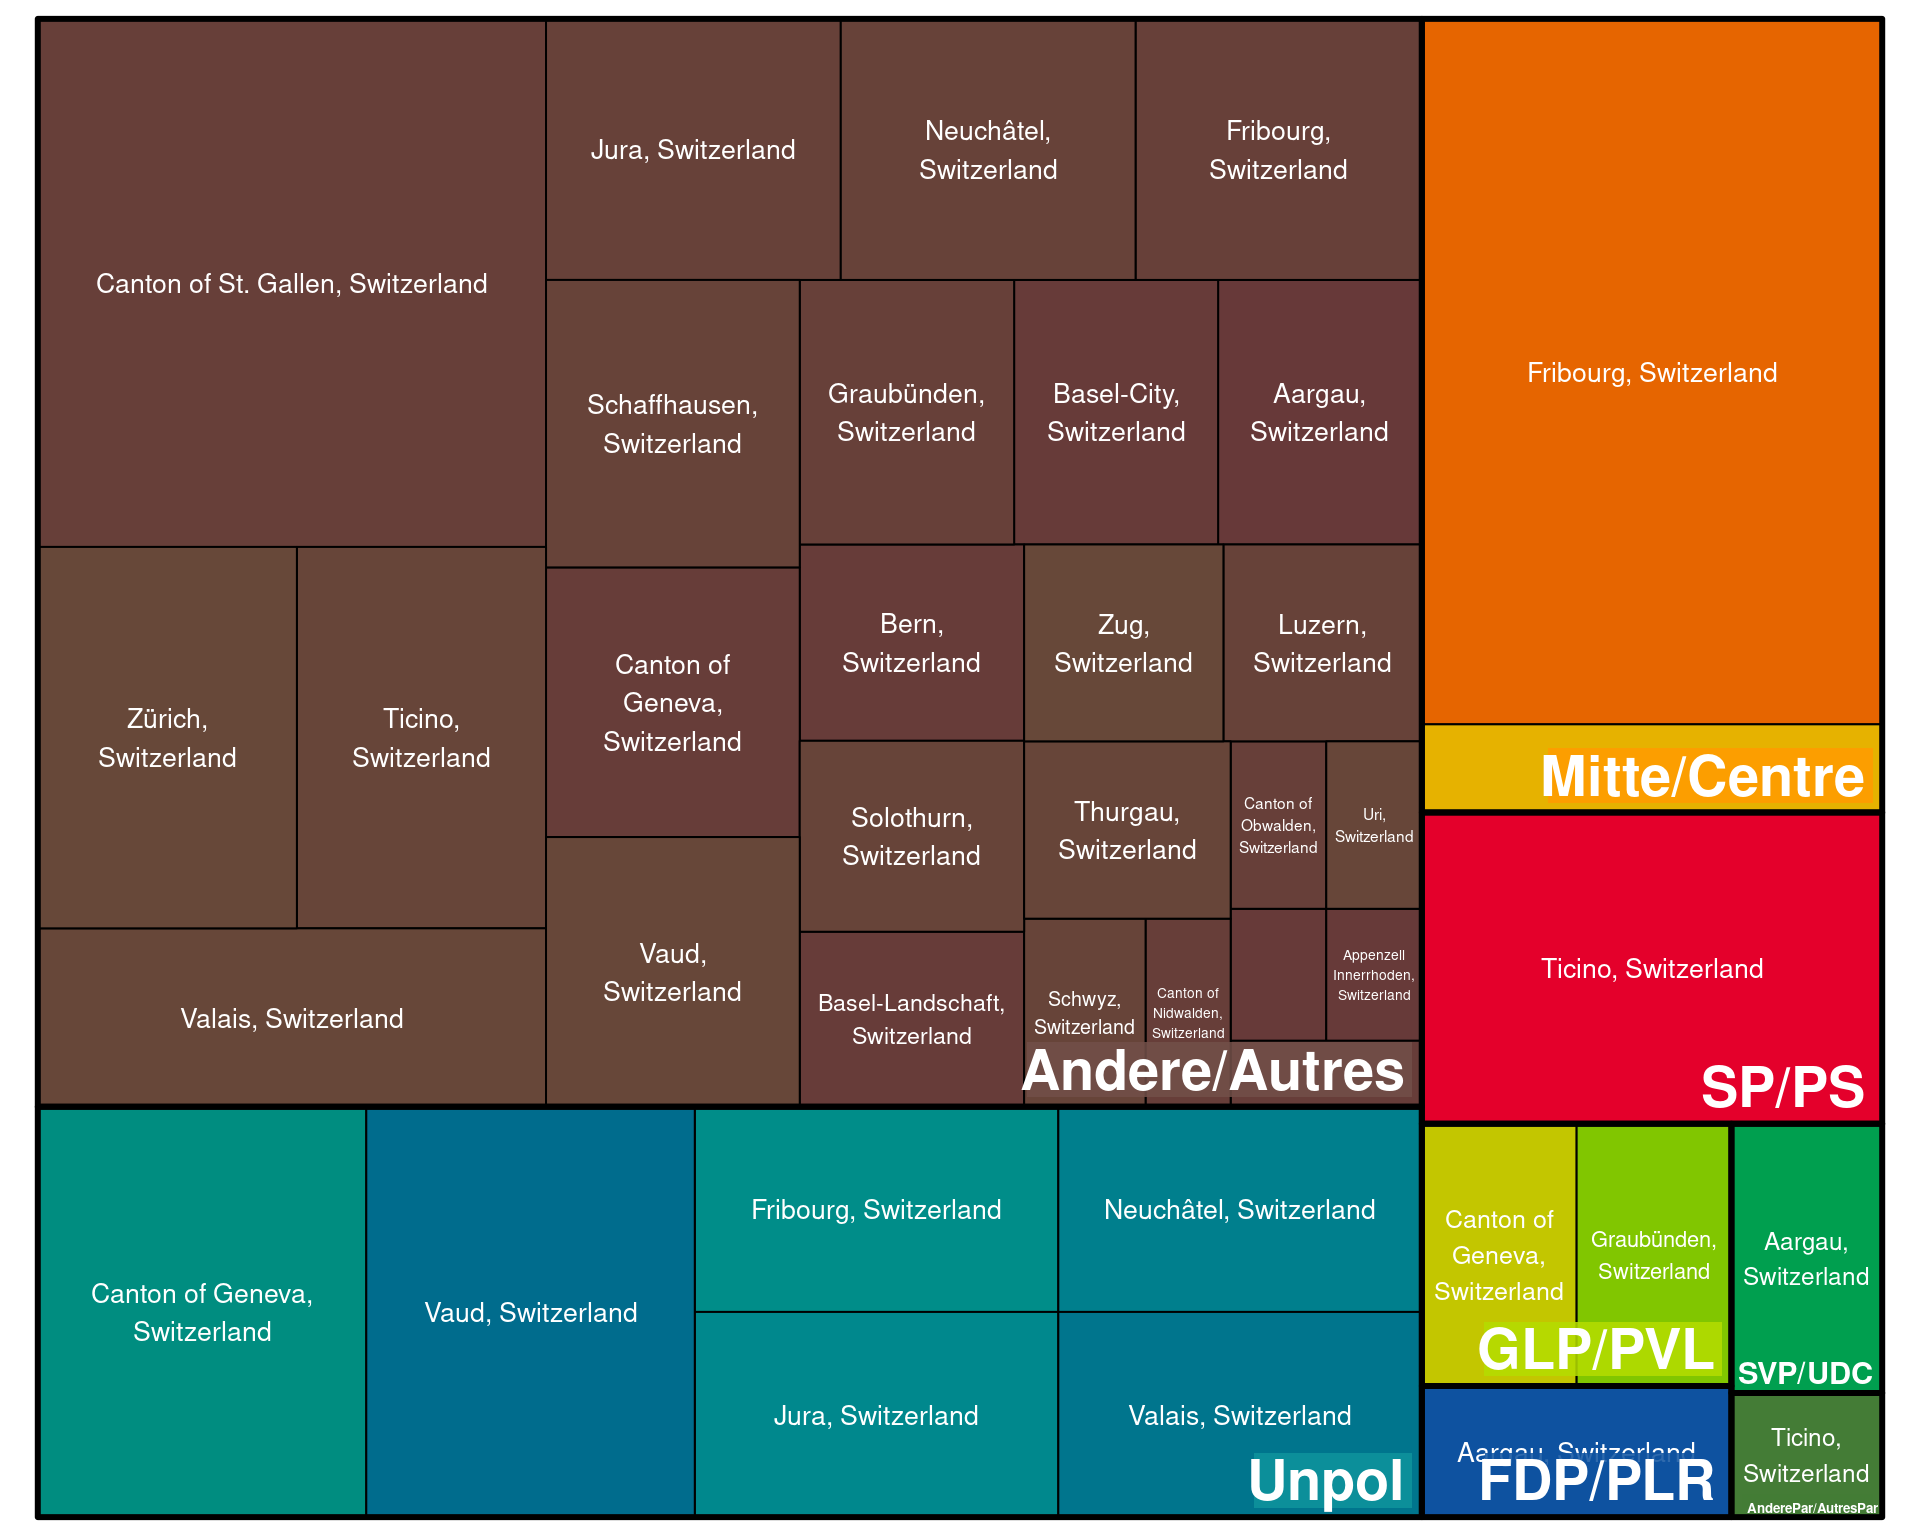 Canton of St. Gallen, Switzerland
Jura, Switzerland
Neuchâtel,
Switzerland
Fribourg,
Switzerland
Schaffhausen,
Switzerland
Graubünden,
Switzerland
Basel-City,
Switzerland
Aargau,
Switzerland
Zürich,
Switzerland
Ticino,
Switzerland
Canton of
Geneva,
Switzerland
Bern,
Switzerland
Zug,
Switzerland
Luzern,
Switzerland
Solothurn,
Switzerland
Thurgau,
Switzerland
Canton of
Obwalden,
Switzerland
Uri,
Switzerland
Valais, Switzerland
Vaud,
Switzerland
Basel-Landschaft,
Switzerland
Schwyz,
Switzerland
Canton of
Nidwalden,
Switzerland
Appenzell
Innerrhoden,
Switzerland
Andere/Autres
Canton of Geneva,
Switzerland
Vaud, Switzerland
Fribourg, Switzerland
Neuchâtel, Switzerland
Jura, Switzerland
Valais, Switzerland
Unpol
Fribourg, Switzerland
Mitte/Centre
Ticino, Switzerland
SP/PS
Canton of
Geneva,
Switzerland
Graubünden,
Switzerland
GLP/PVL
Aargau,
Switzerland
SVP/UDC
Aargau, Switzerland
FDP/PLR
Ticino,
Switzerland
AnderePar/AutresPar